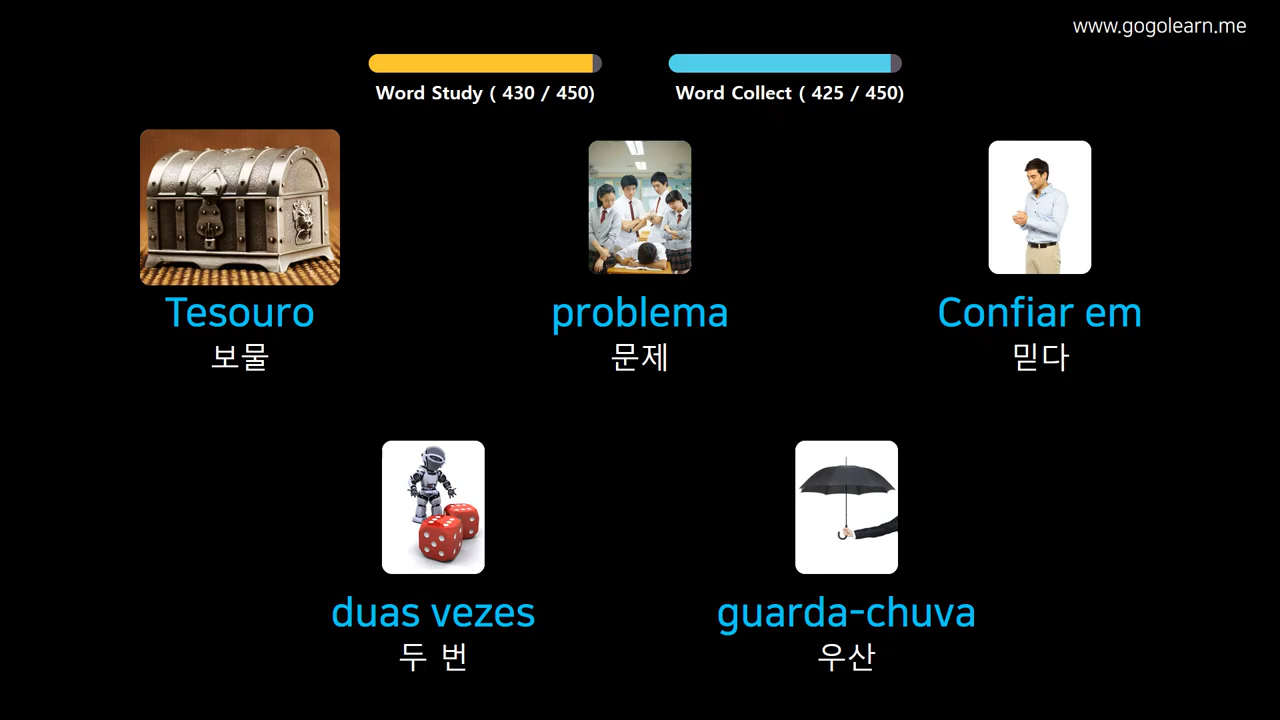 www.gogolearn.me
Word Study ( 430 / 450)
Word Collect ( 425 / 450)
Tesouro
보물
problema
문제
Confiar em
믿다
duas vezes
두 번
guarda-chuva
우산